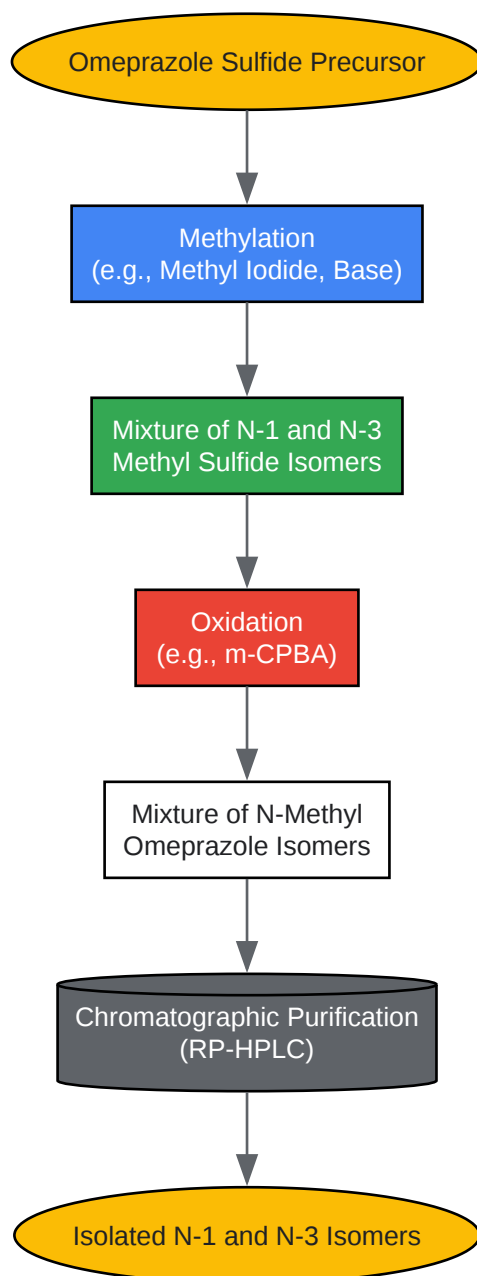 Omeprazole Sulfide Precursor
Methylation
(e.g., Methyl Iodide, Base)
Mixture of N-1 and N-3
Methyl Sulfide Isomers
Oxidation
(e.g., m-CPBA)
Mixture of N-Methyl
Omeprazole Isomers
Chromatographic Purification
(RP-HPLC)
Isolated N-1 and N-3 Isomers